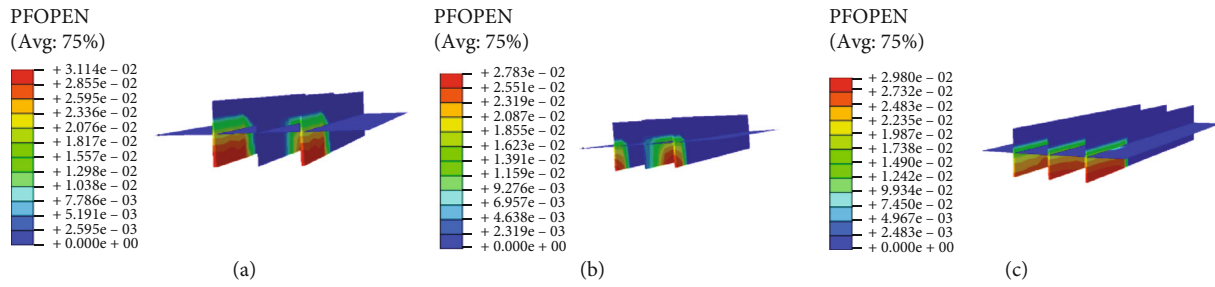 PFOPEN
(Avg: 75%)
+ 3.114e – 02
+ 2.855e – 02
+ 2.595e – 02
+ 2.336e – 02
+ 2.076e – 02
+ 1.817e – 02
+ 1.557e – 02
+ 1.298e – 02
+ 1.038e – 02
+ 7.786e – 03
+ 5.191e – 03
+ 2.595e – 03
+ 0.000e + 00
(a)
PFOPEN
(Avg: 75%)
+ 2.783e – 02
+ 2.551e – 02
+ 2.319e – 02
+ 2.087e – 02
+ 1.855e – 02
+ 1.623e – 02
+ 1.391e – 02
+ 1.159e – 02
+ 9.276e – 03
+ 6.957e – 03
+ 4.638e – 03
+ 2.319e – 03
+ 0.000e + 00
(b)
PFOPEN
(Avg: 75%)
+ 2.980e – 02
+ 2.732e – 02
+ 2.483e – 02
+ 2.235e – 02
+ 1.987e – 02
+ 1.738e – 02
+ 1.490e – 02
+ 1.242e – 02
+ 9.934e – 02
+ 7.450e – 02
+ 4.967e – 03
+ 2.483e – 03
+ 0.000e + 00
(c)